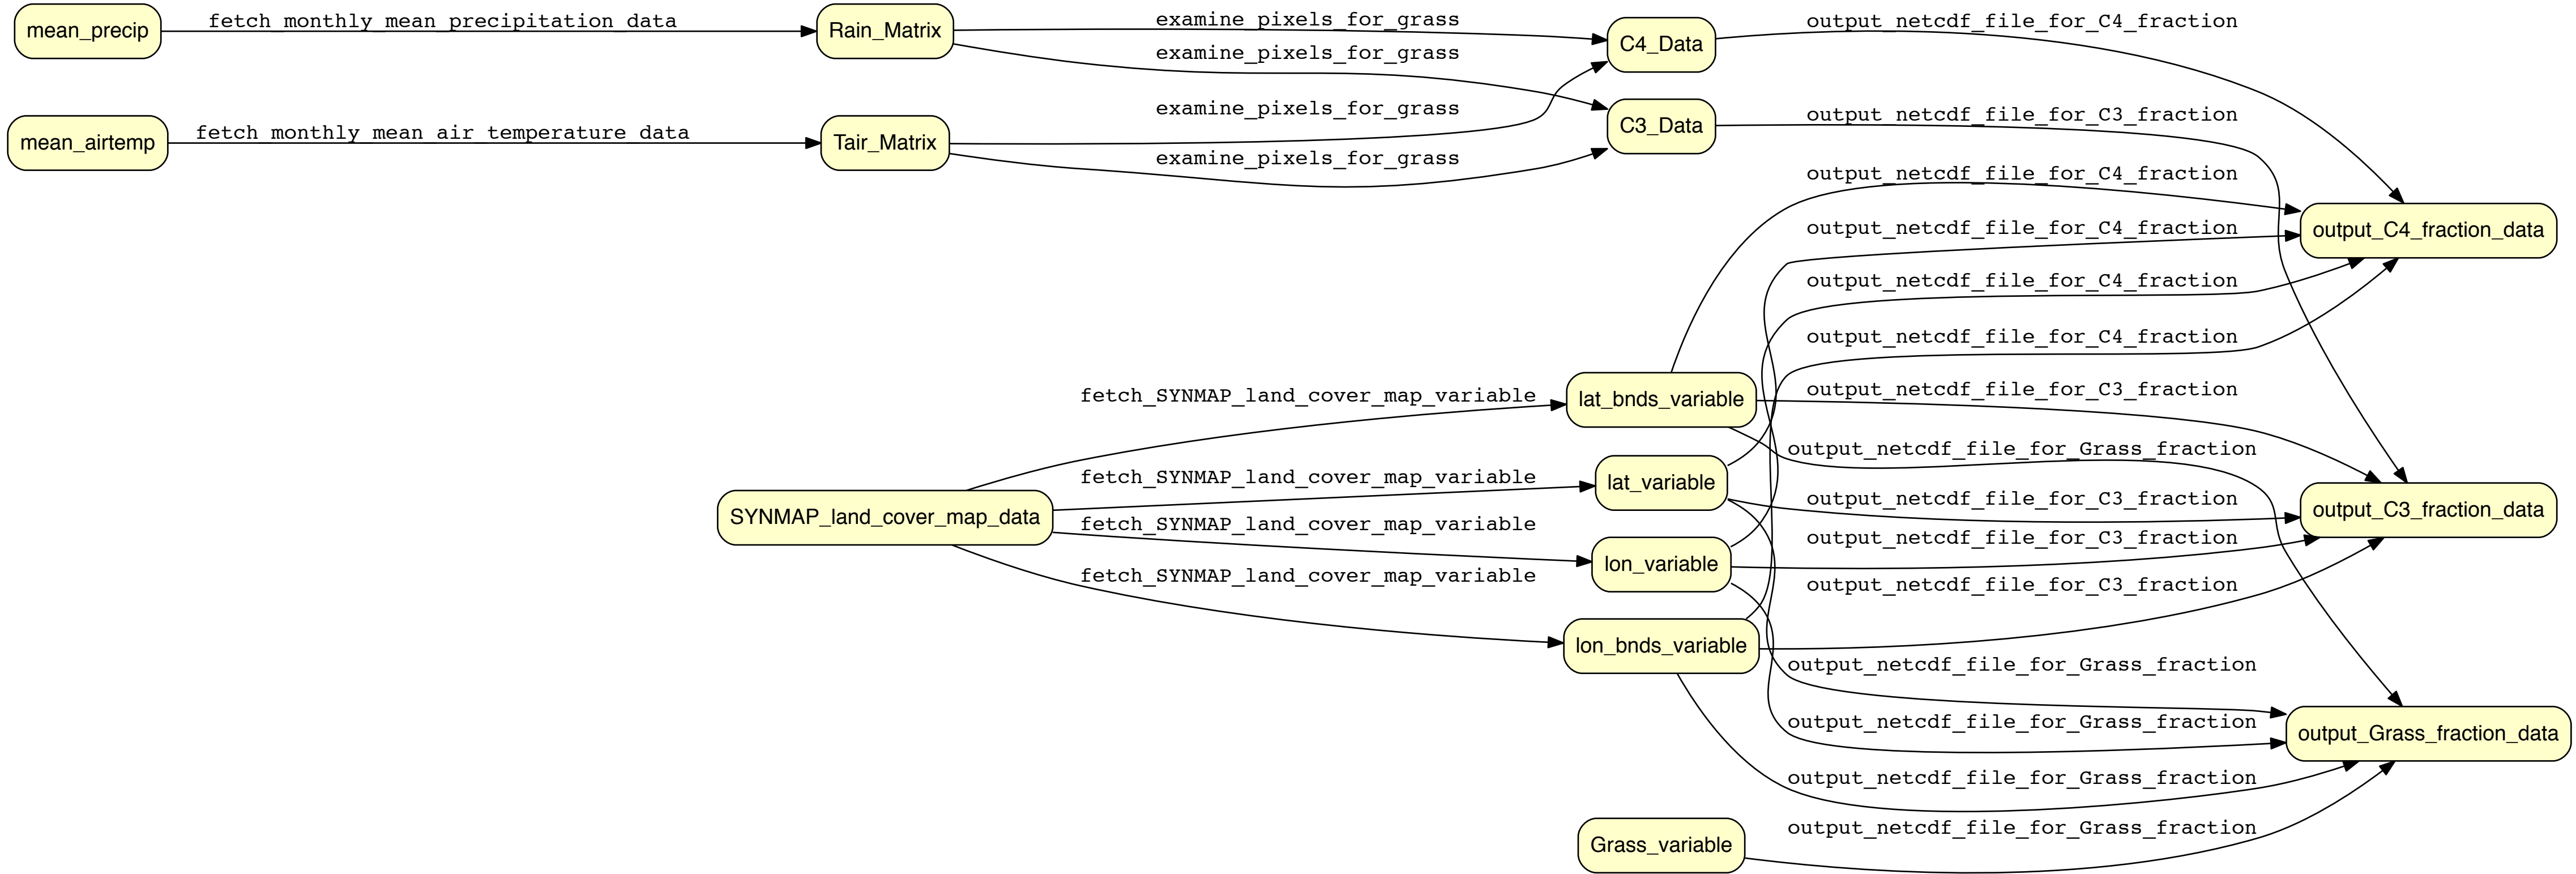 mean_precip
fetch_monthly_mean_precipitation_data
Rain_Matrix
examine_pixels_for_grass
examine_pixels_for_grass
mean_airtemp
fetch_monthly_mean_air_temperature_data
Tair_Matrix
examine_pixels_for_grass
examine_pixels_for_grass
C4_Data
output_netcdf_file_for_C4_fraction
C3_Data
output_netcdf_file_for_C3_fraction
output_netcdf_file_for_C4_fraction
output_netcdf_file_for_C4_fraction
output_netcdf_file_for_C4_fraction
output_netcdf_file_for_C4_fraction
output_C4_fraction_data
SYNMAP_land_cover_map_data
fetch_SYNMAP_land_cover_map_variable
fetch_SYNMAP_land_cover_map_variable
fetch_SYNMAP_land_cover_map_variable
fetch_SYNMAP_land_cover_map_variable
lat_bnds_variable
lat_variable
lon_variable
lon_bnds_variable
output_netcdf_file_for_C3_fraction
output_netcdf_file_for_Grass_fraction
output_netcdf_file_for_C3_fraction
output_netcdf_file_for_C3_fraction
output_netcdf_file_for_C3_fraction
output_C3_fraction_data
output_netcdf_file_for_Grass_fraction
output_netcdf_file_for_Grass_fraction
output_netcdf_file_for_Grass_fraction
output_Grass_fraction_data
Grass_variable
output_netcdf_file_for_Grass_fraction